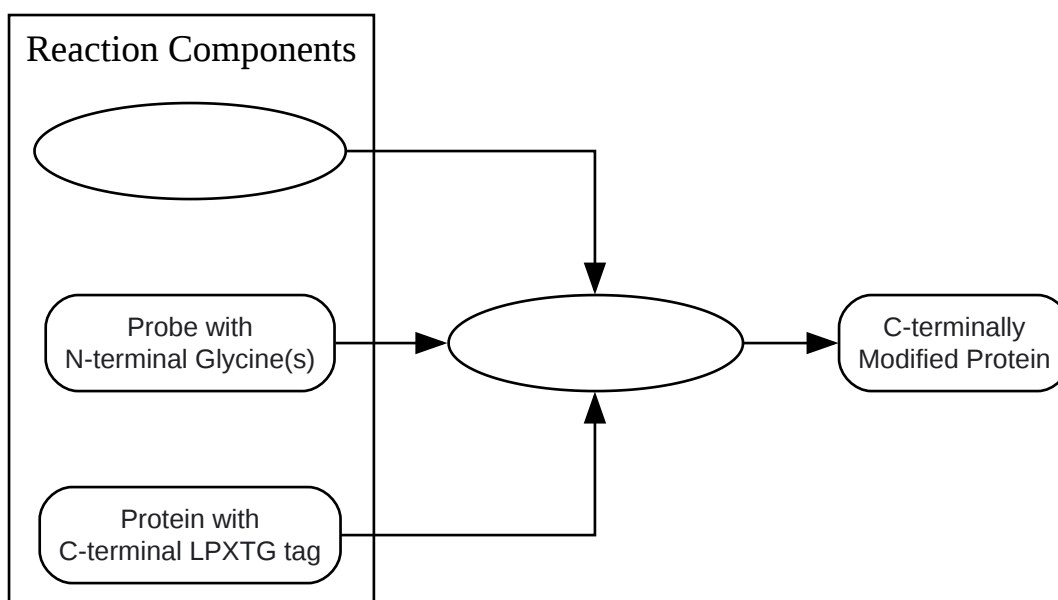 Reaction Components
Probe with
N-terminal Glycine(s)
Protein with
C-terminal LPXTG tag
C-terminally
Modified Protein